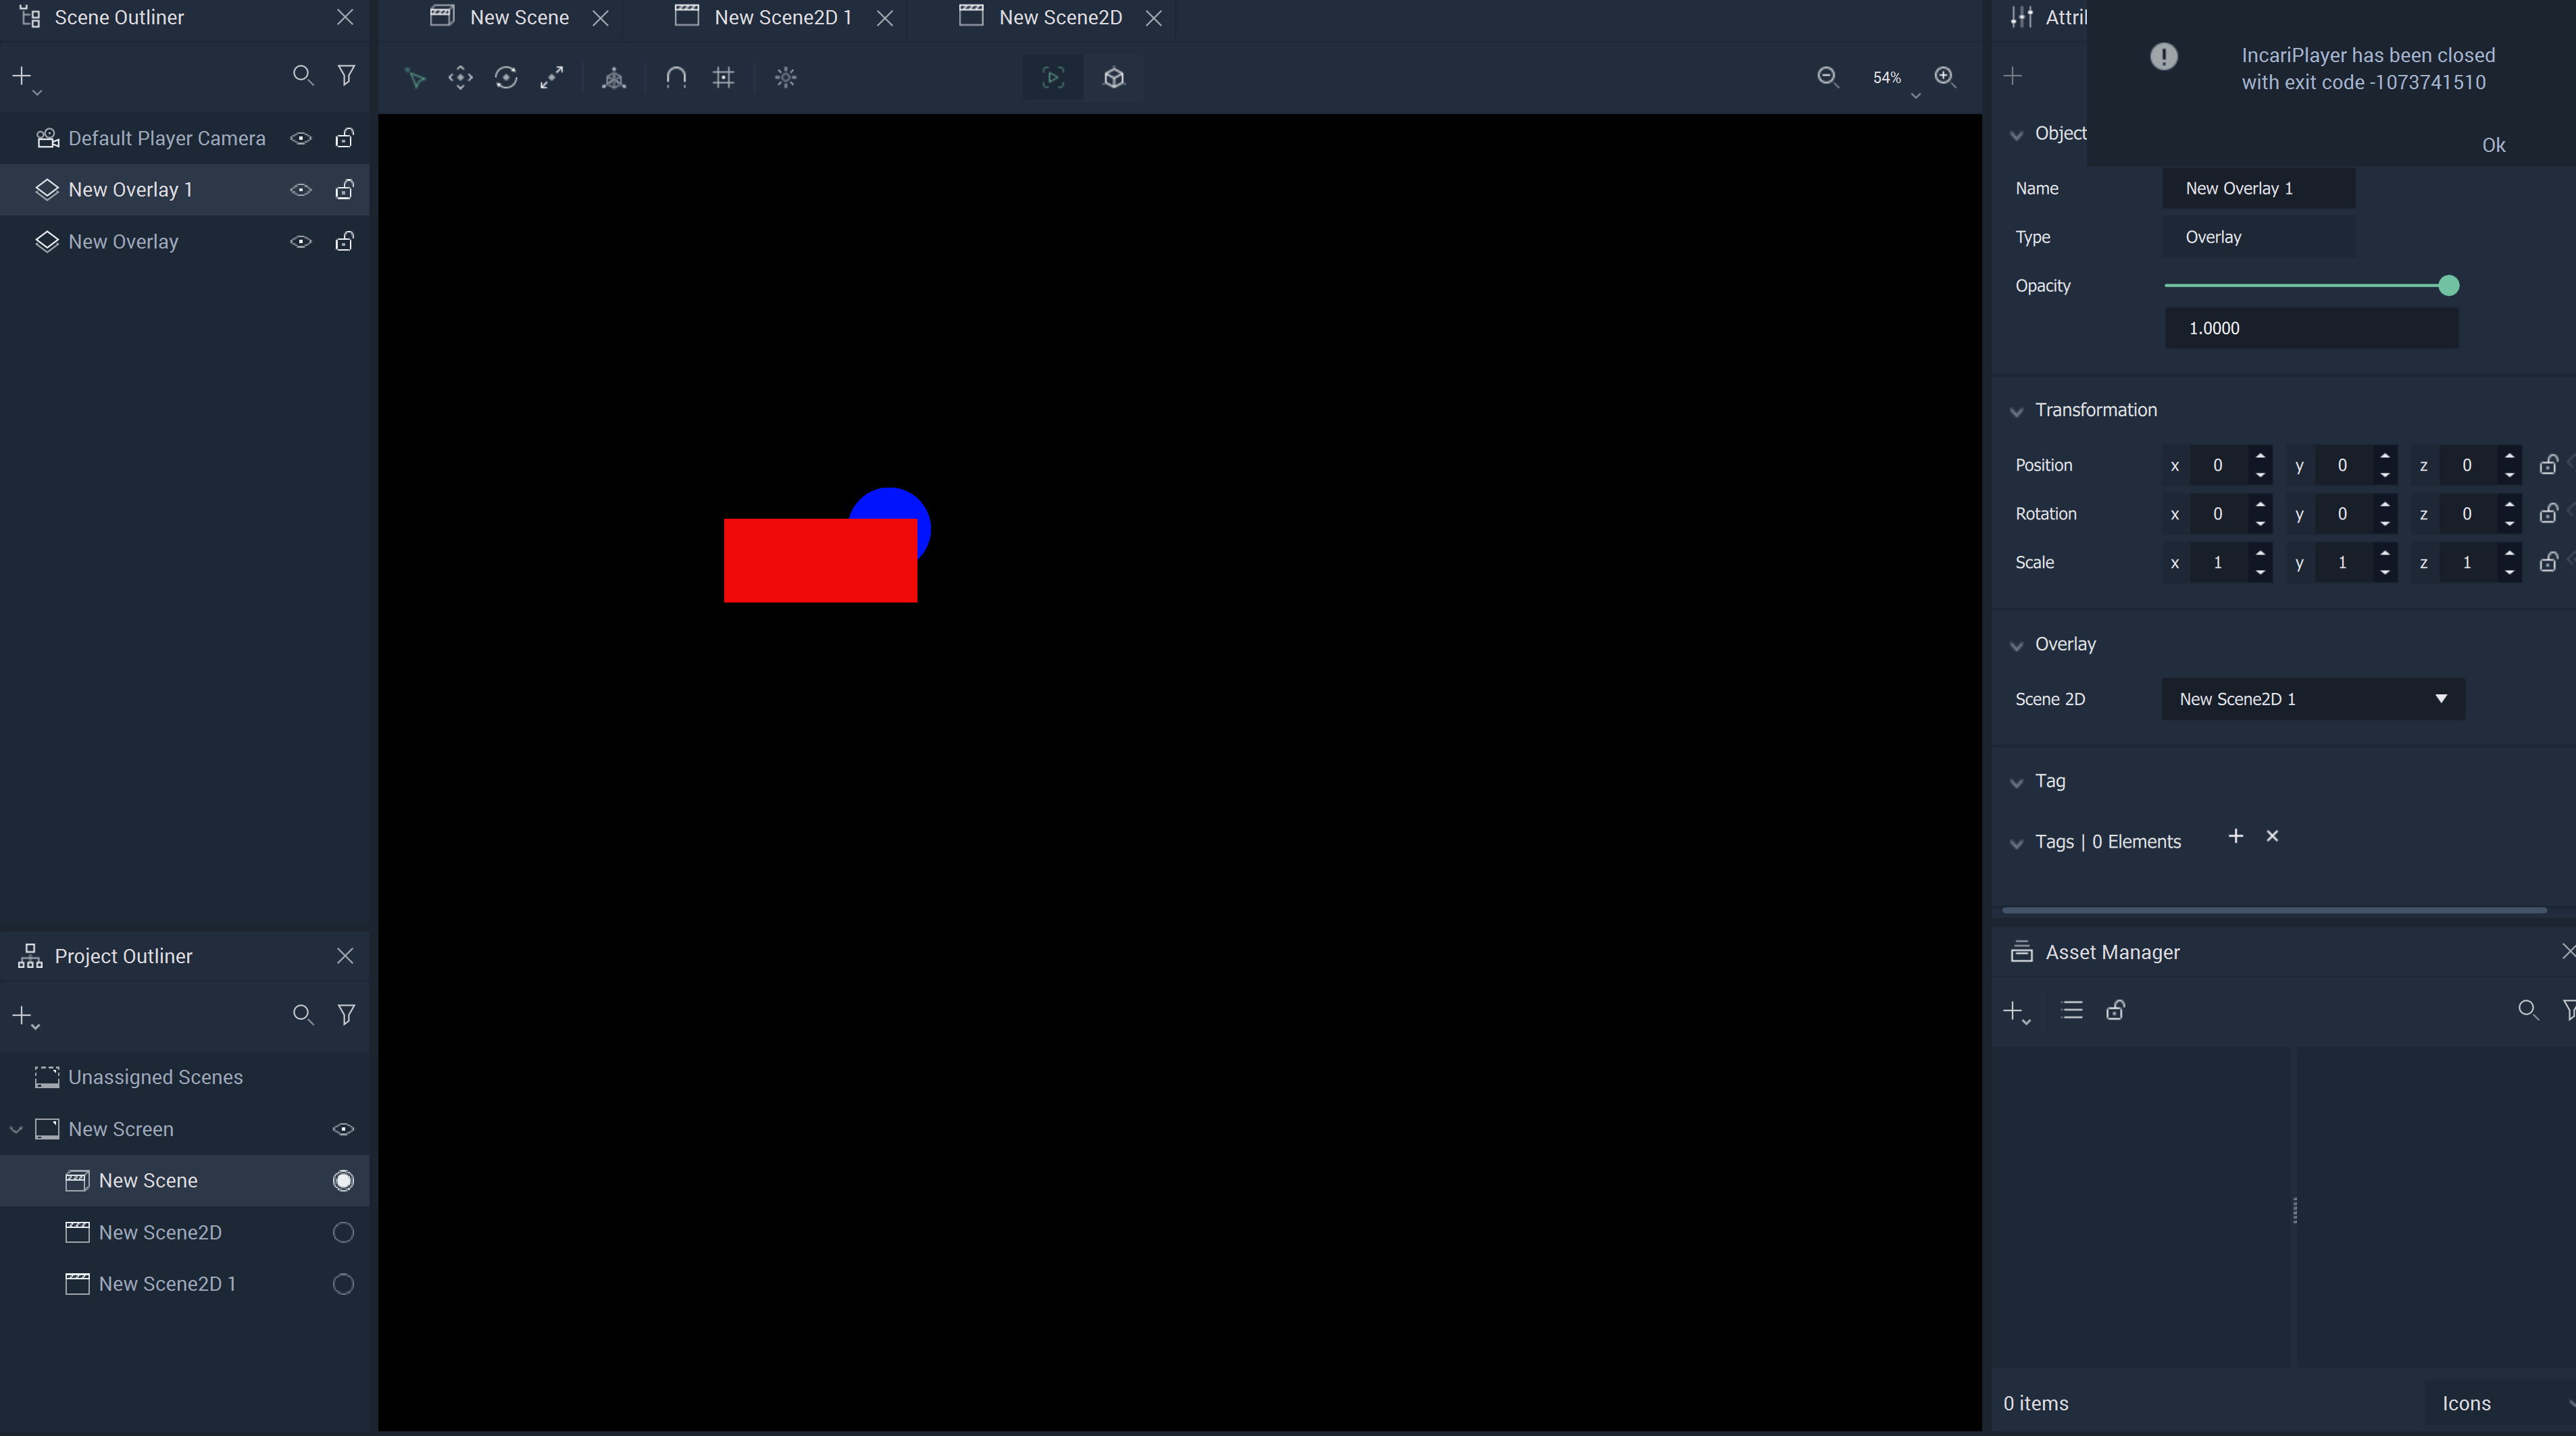 Scene Outliner
Default Player Camera
New Overlay 1
New Overlay
Project Outliner
Unassigned Scenes
New Screen
New Scene
New Scene2D
New Scene2D 1
New Scene
New Scene2D 1
New Scene2D
54%
IncariPlayer has been closed
with exit code -1073741510
Ok
Object
Name New Overlay 1
Type Overlay
Opacity
1.0000
Transformation
Position x 0 y 0 z 0
Rotation x 0 y 0 z 0
Scale x 1 y 1 z 1
Overlay
Scene 2D New Scene2D 1
Tag
Tags | 0 Elements
Asset Manager
0 items Icons